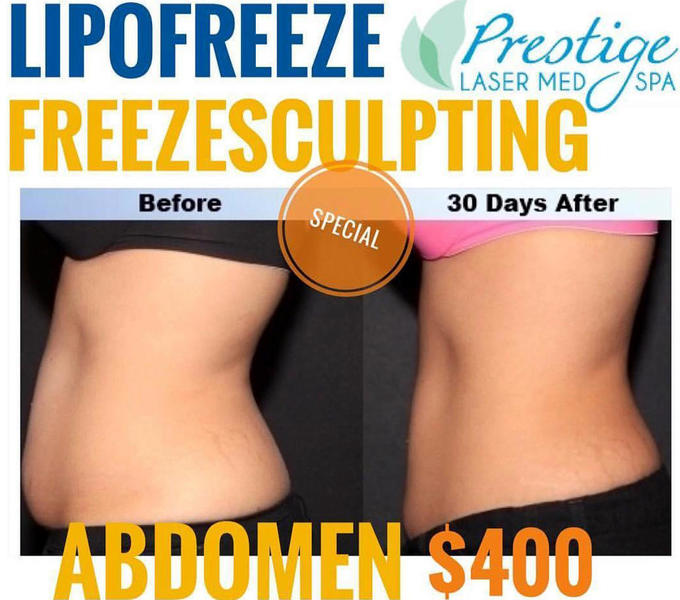 LIPOFREEZE
Prestige
LASER MED SPA
FREEZESCULPTING
Before
SPECIAL
30 Days After
ABDOMEN $400